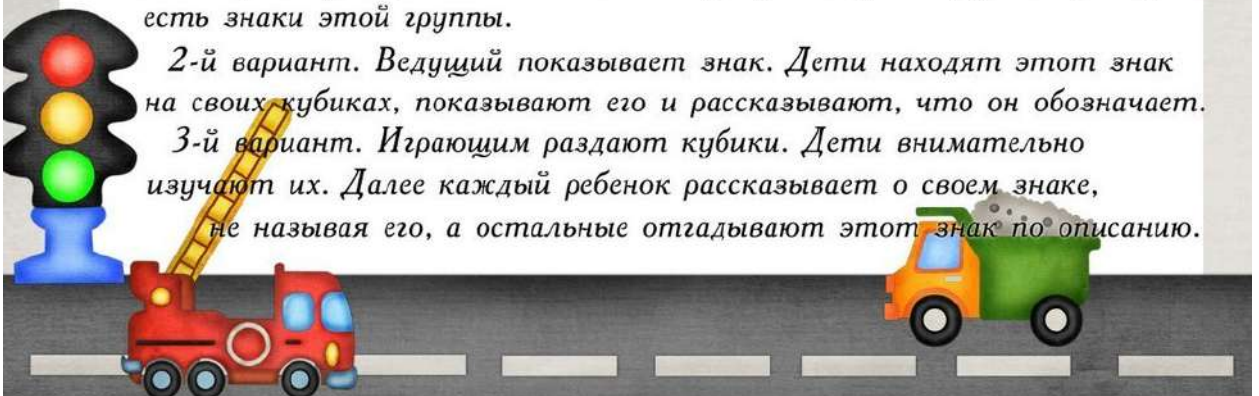 есть знаки этой группы.
2-й вариант. Ведущий показывает знак. Дети находят этот знак
на своих кубиках, показывают его и рассказывают, что он обозначает.
3-й вариант. Играющим раздают кубики. Дети внимательно
изучают их. Далее каждый ребенок рассказывает о своем знаке,
не называя его, а остальные отгадывают этот знак по описанию.